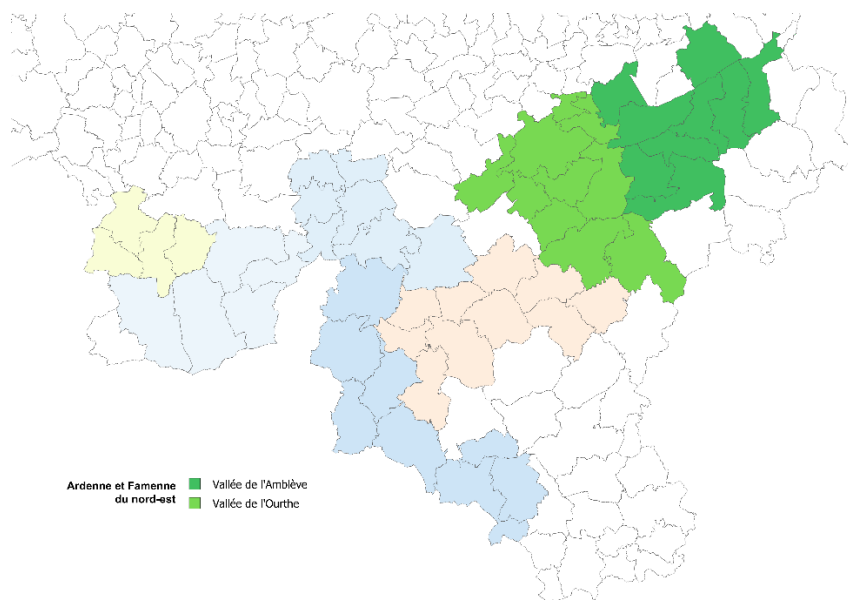 Ardenne et Famenne
du nord-est
Vallée de l'Amblève
Vallée de l'Ourthe